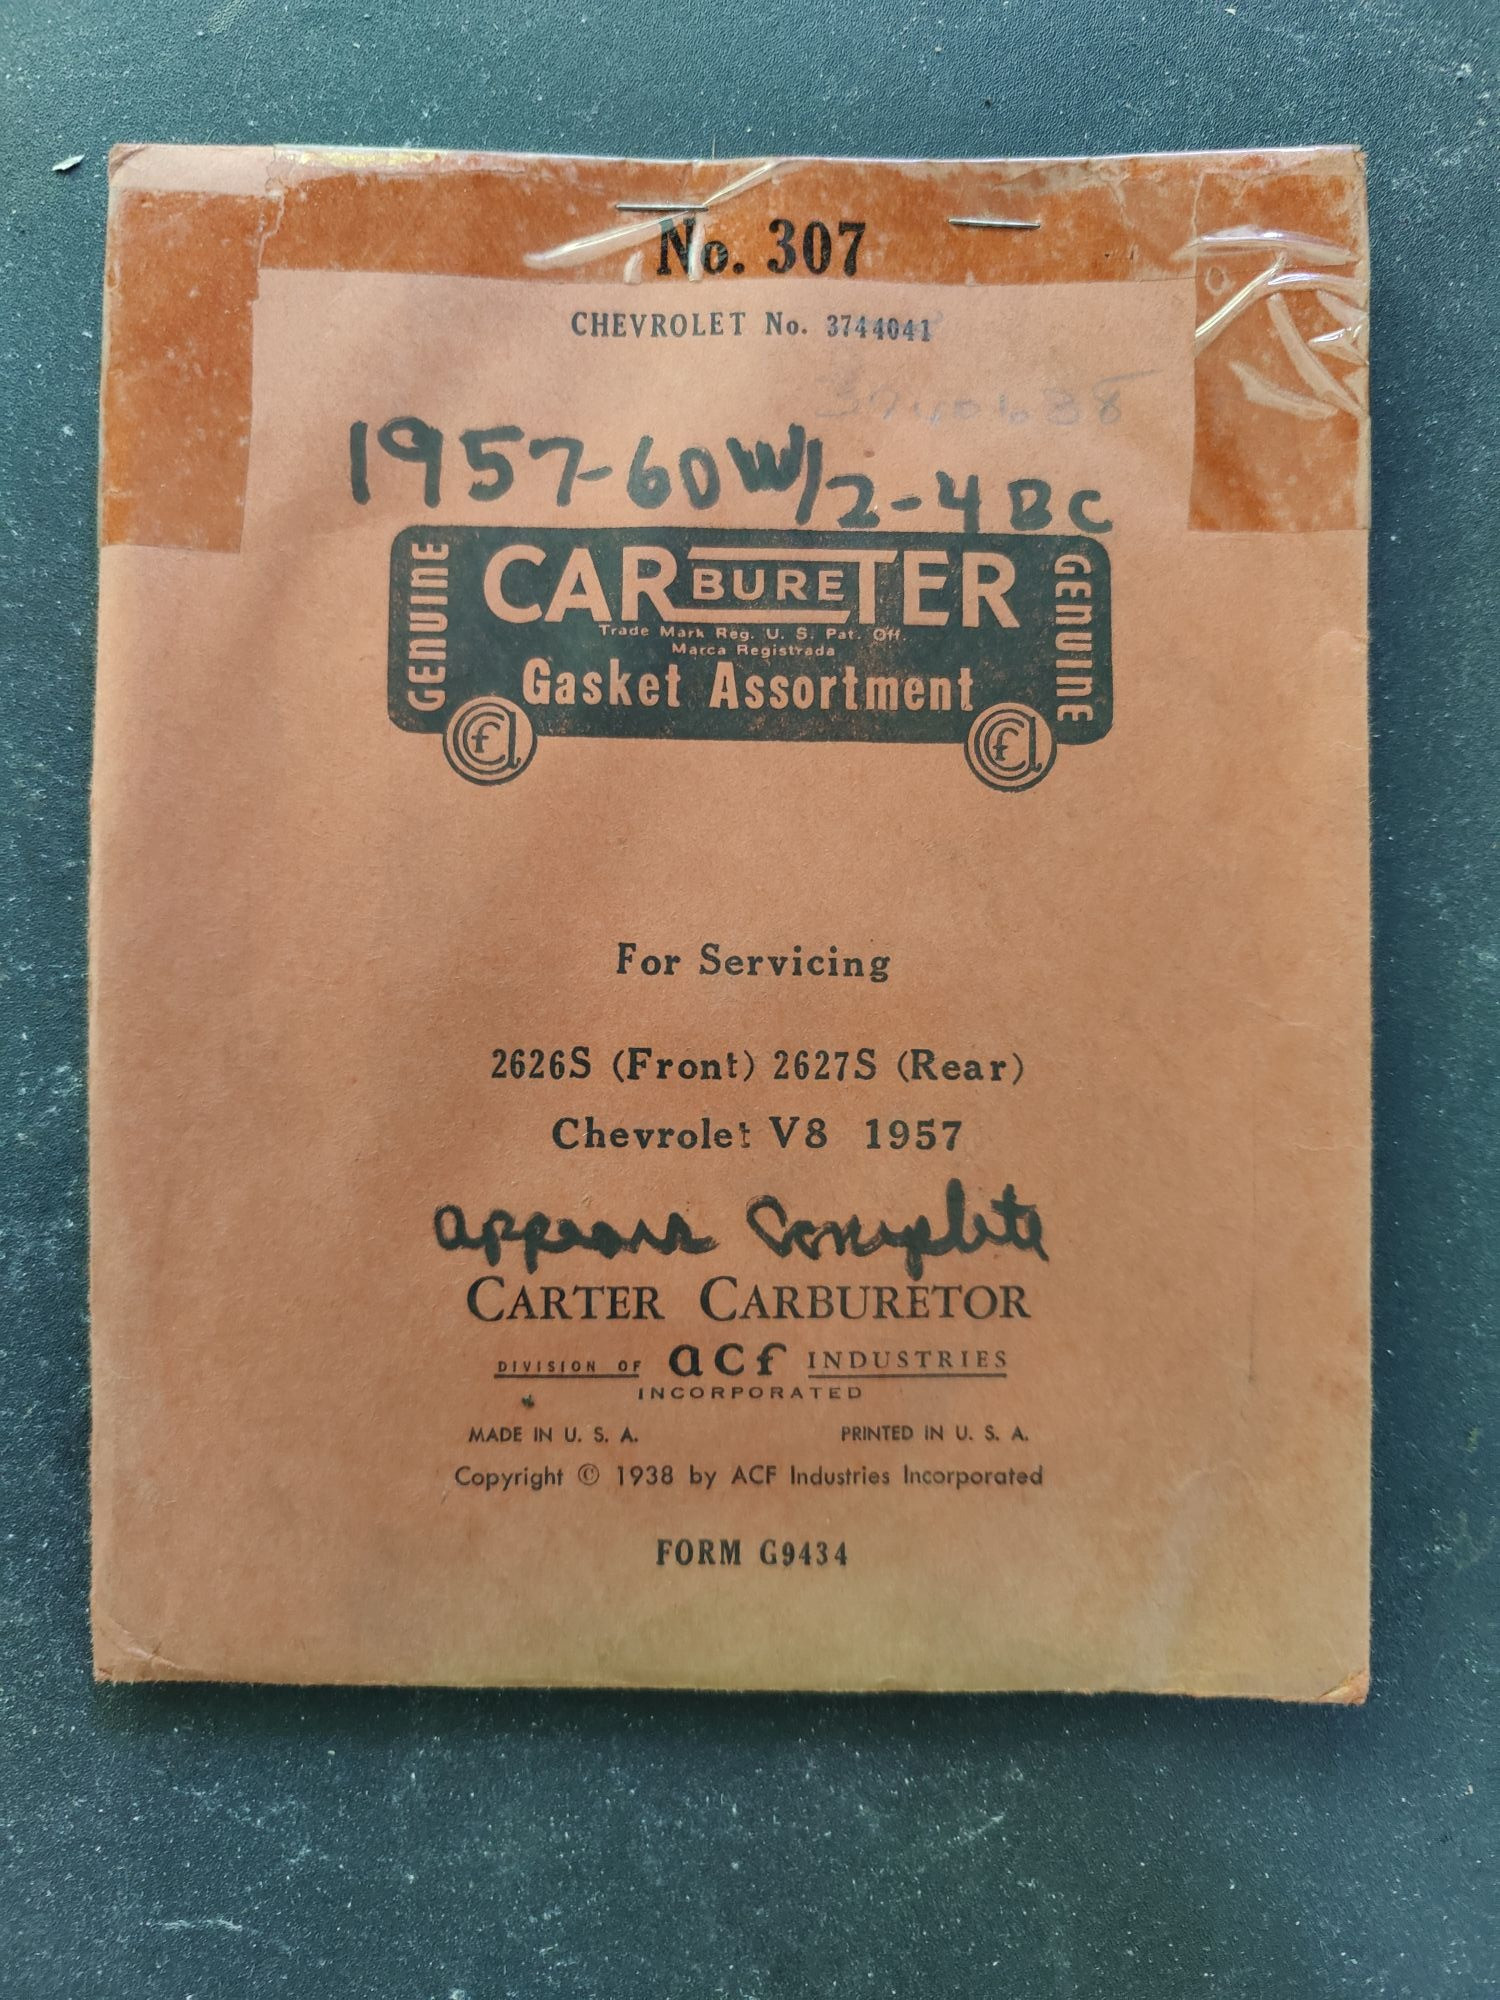 No. 307
CHEVROLET No. 3744041
1957-60 W/2-4BC
GENUINE
CARBURETER
GENUINE
Trade Mark Reg. U. S. Pat. Off.
Marca Registrada
Gasket Assortment
acf
acf
For Servicing
2626S (Front) 2627S (Rear)
Chevrolet V8 1957
appears Complete
CARTER CARBURETOR
DIVISION OF acf INDUSTRIES
INCORPORATED
MADE IN U. S. A. PRINTED IN U. S. A.
Copyright © 1938 by ACF Industries Incorporated
FORM G9434